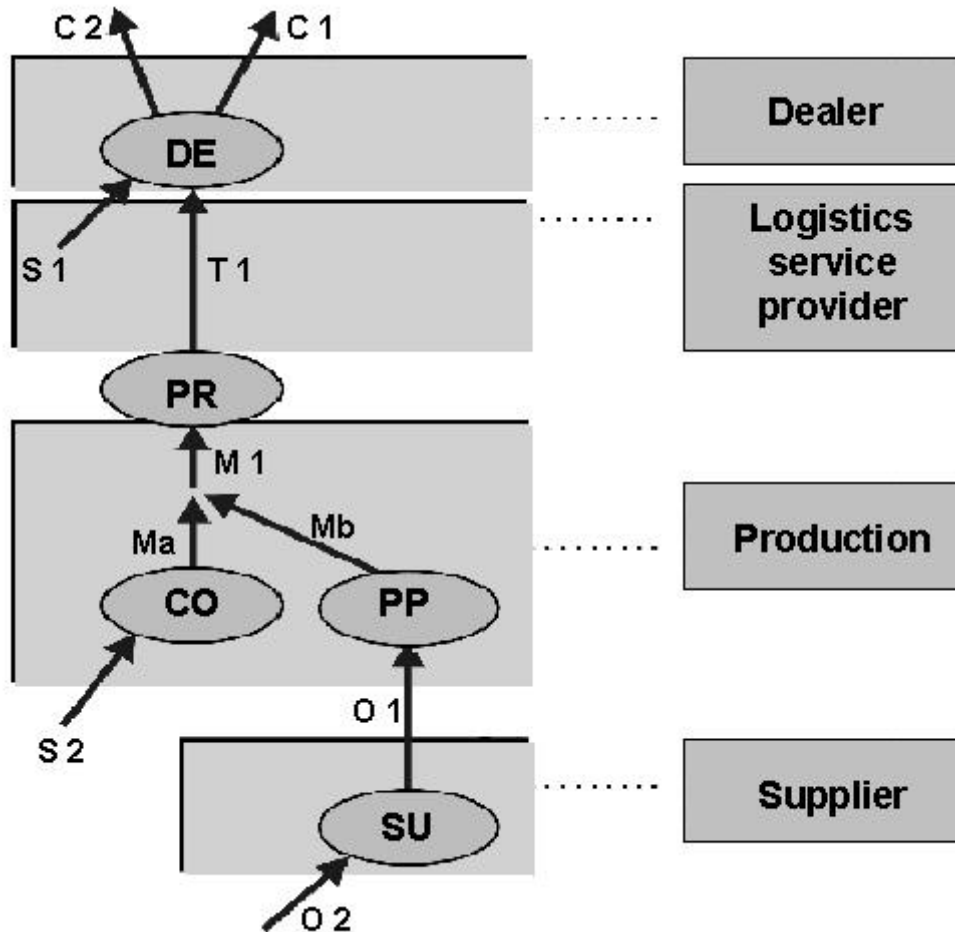 C 2
C 1
DE
Dealer
S 1
T 1
Logistics
service
provider
PR
M 1
Ma
Mb
Production
CO
PP
S 2
O 1
Supplier
SU
O 2